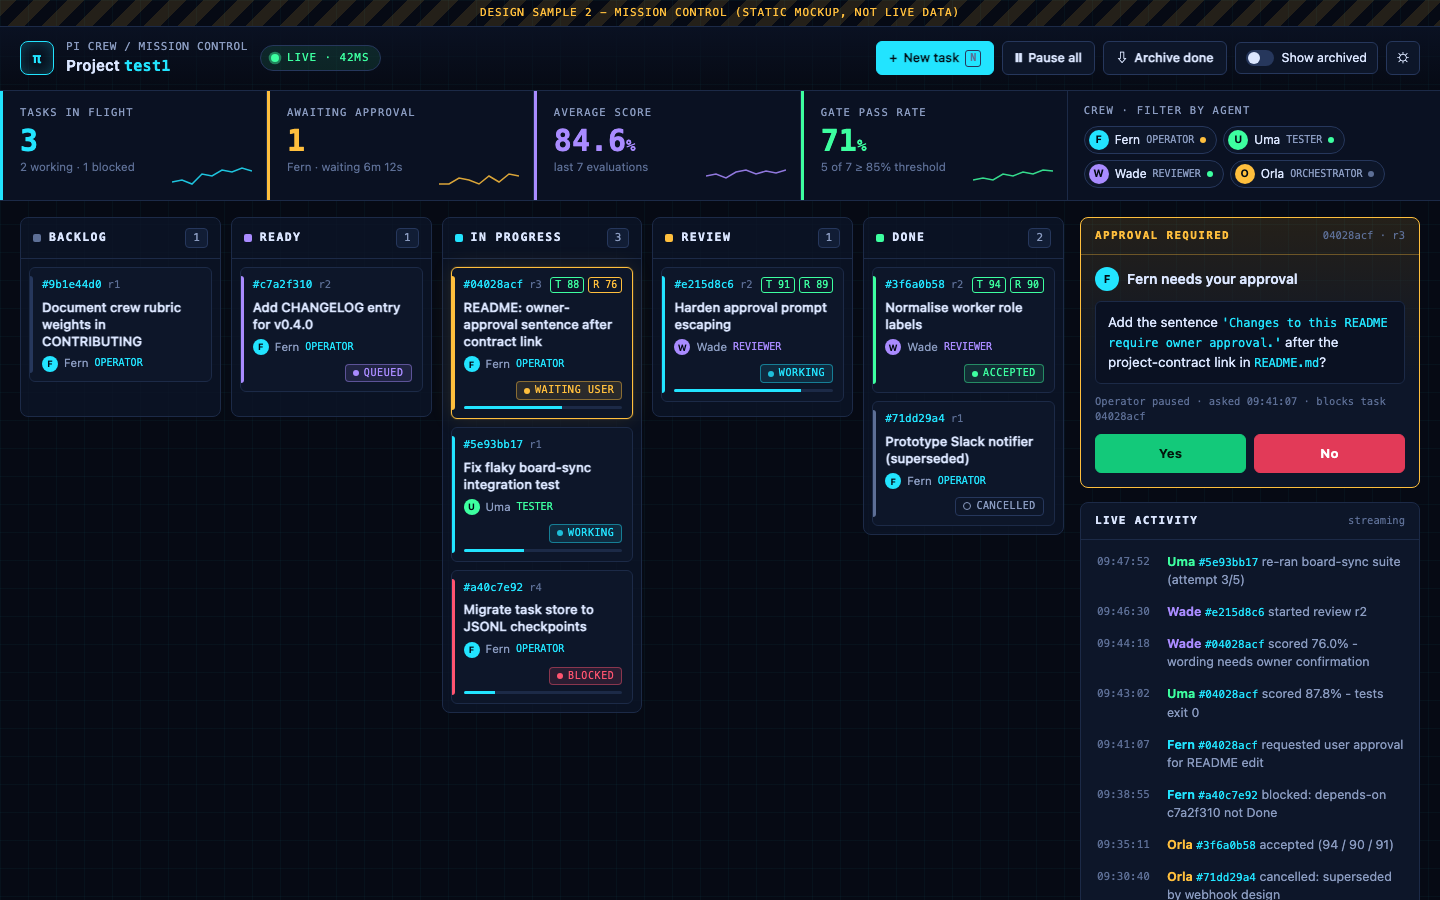 DESIGN SAMPLE 2 — MISSION CONTROL (STATIC MOCKUP, NOT LIVE DATA)
π
PI CREW / MISSION CONTROL
Project test1
LIVE · 42MS
+ New task N
Pause all
⇩ Archive done
Show archived
TASKS IN FLIGHT
3
2 working · 1 blocked
AWAITING APPROVAL
1
Fern · waiting 6m 12s
AVERAGE SCORE
84.6%
last 7 evaluations
GATE PASS RATE
71%
5 of 7 ≥ 85% threshold
CREW · FILTER BY AGENT
F Fern OPERATOR
U Uma TESTER
W Wade REVIEWER
O Orla ORCHESTRATOR
BACKLOG 1
#9b1e44d0 r1
Document crew rubric
weights in
CONTRIBUTING
F Fern OPERATOR
READY 1
#c7a2f310 r2
Add CHANGELOG entry
for v0.4.0
F Fern OPERATOR
QUEUED
IN PROGRESS 3
#04028acf r3 T 88 R 76
README: owner-
approval sentence after
contract link
F Fern OPERATOR
WAITING USER
#5e93bb17 r1
Fix flaky board-sync
integration test
U Uma TESTER
WORKING
#a40c7e92 r4
Migrate task store to
JSONL checkpoints
F Fern OPERATOR
BLOCKED
REVIEW 1
#e215d8c6 r2 T 91 R 89
Harden approval prompt
escaping
W Wade REVIEWER
WORKING
DONE 2
#3f6a0b58 r2 T 94 R 90
Normalise worker role
labels
W Wade REVIEWER
ACCEPTED
#71dd29a4 r1
Prototype Slack notifier
(superseded)
F Fern OPERATOR
CANCELLED
APPROVAL REQUIRED 04028acf · r3
F Fern needs your approval
Add the sentence 'Changes to this README
require owner approval.' after the
project-contract link in README.md?
Operator paused · asked 09:41:07 · blocks task
04028acf
Yes
No
LIVE ACTIVITY streaming
09:47:52 Uma #5e93bb17 re-ran board-sync suite
(attempt 3/5)
09:46:30 Wade #e215d8c6 started review r2
09:44:18 Wade #04028acf scored 76.0% -
wording needs owner confirmation
09:43:02 Uma #04028acf scored 87.8% - tests
exit 0
09:41:07 Fern #04028acf requested user approval
for README edit
09:38:55 Fern #a40c7e92 blocked: depends-on
c7a2f310 not Done
09:35:11 Orla #3f6a0b58 accepted (94 / 90 / 91)
09:30:40 Orla #71dd29a4 cancelled: superseded
by webhook design